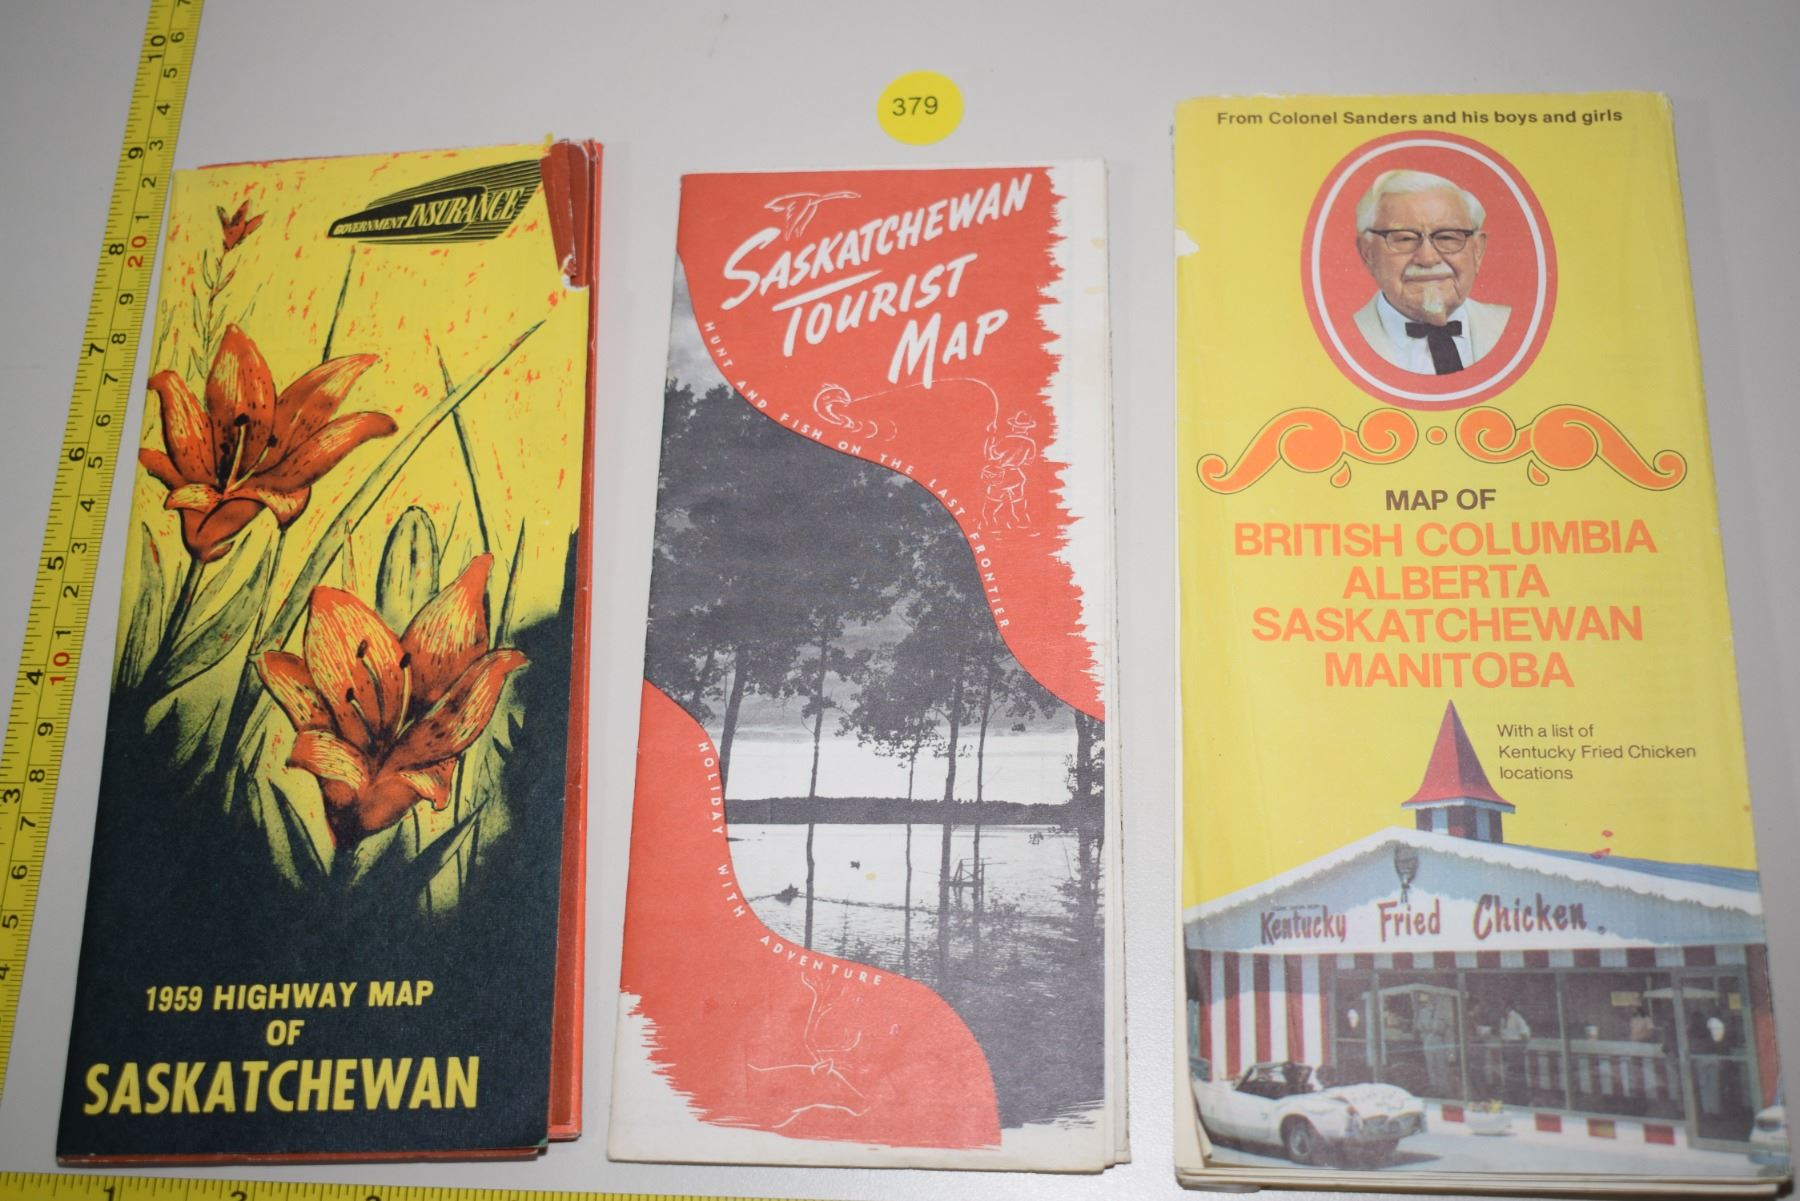 379
GOVERNMENT INSURANCE
1959 HIGHWAY MAP
OF
SASKATCHEWAN
SASKATCHEWAN
TOURIST
MAP
HUNT AND FISH ON THE LAST FRONTIER
HOLIDAY WITH ADVENTURE
From Colonel Sanders and his boys and girls
MAP OF
BRITISH COLUMBIA
ALBERTA
SASKATCHEWAN
MANITOBA
With a list of
Kentucky Fried Chicken
locations
Kentucky Fried Chicken.